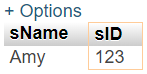 + Options
sName sID
Amy 123